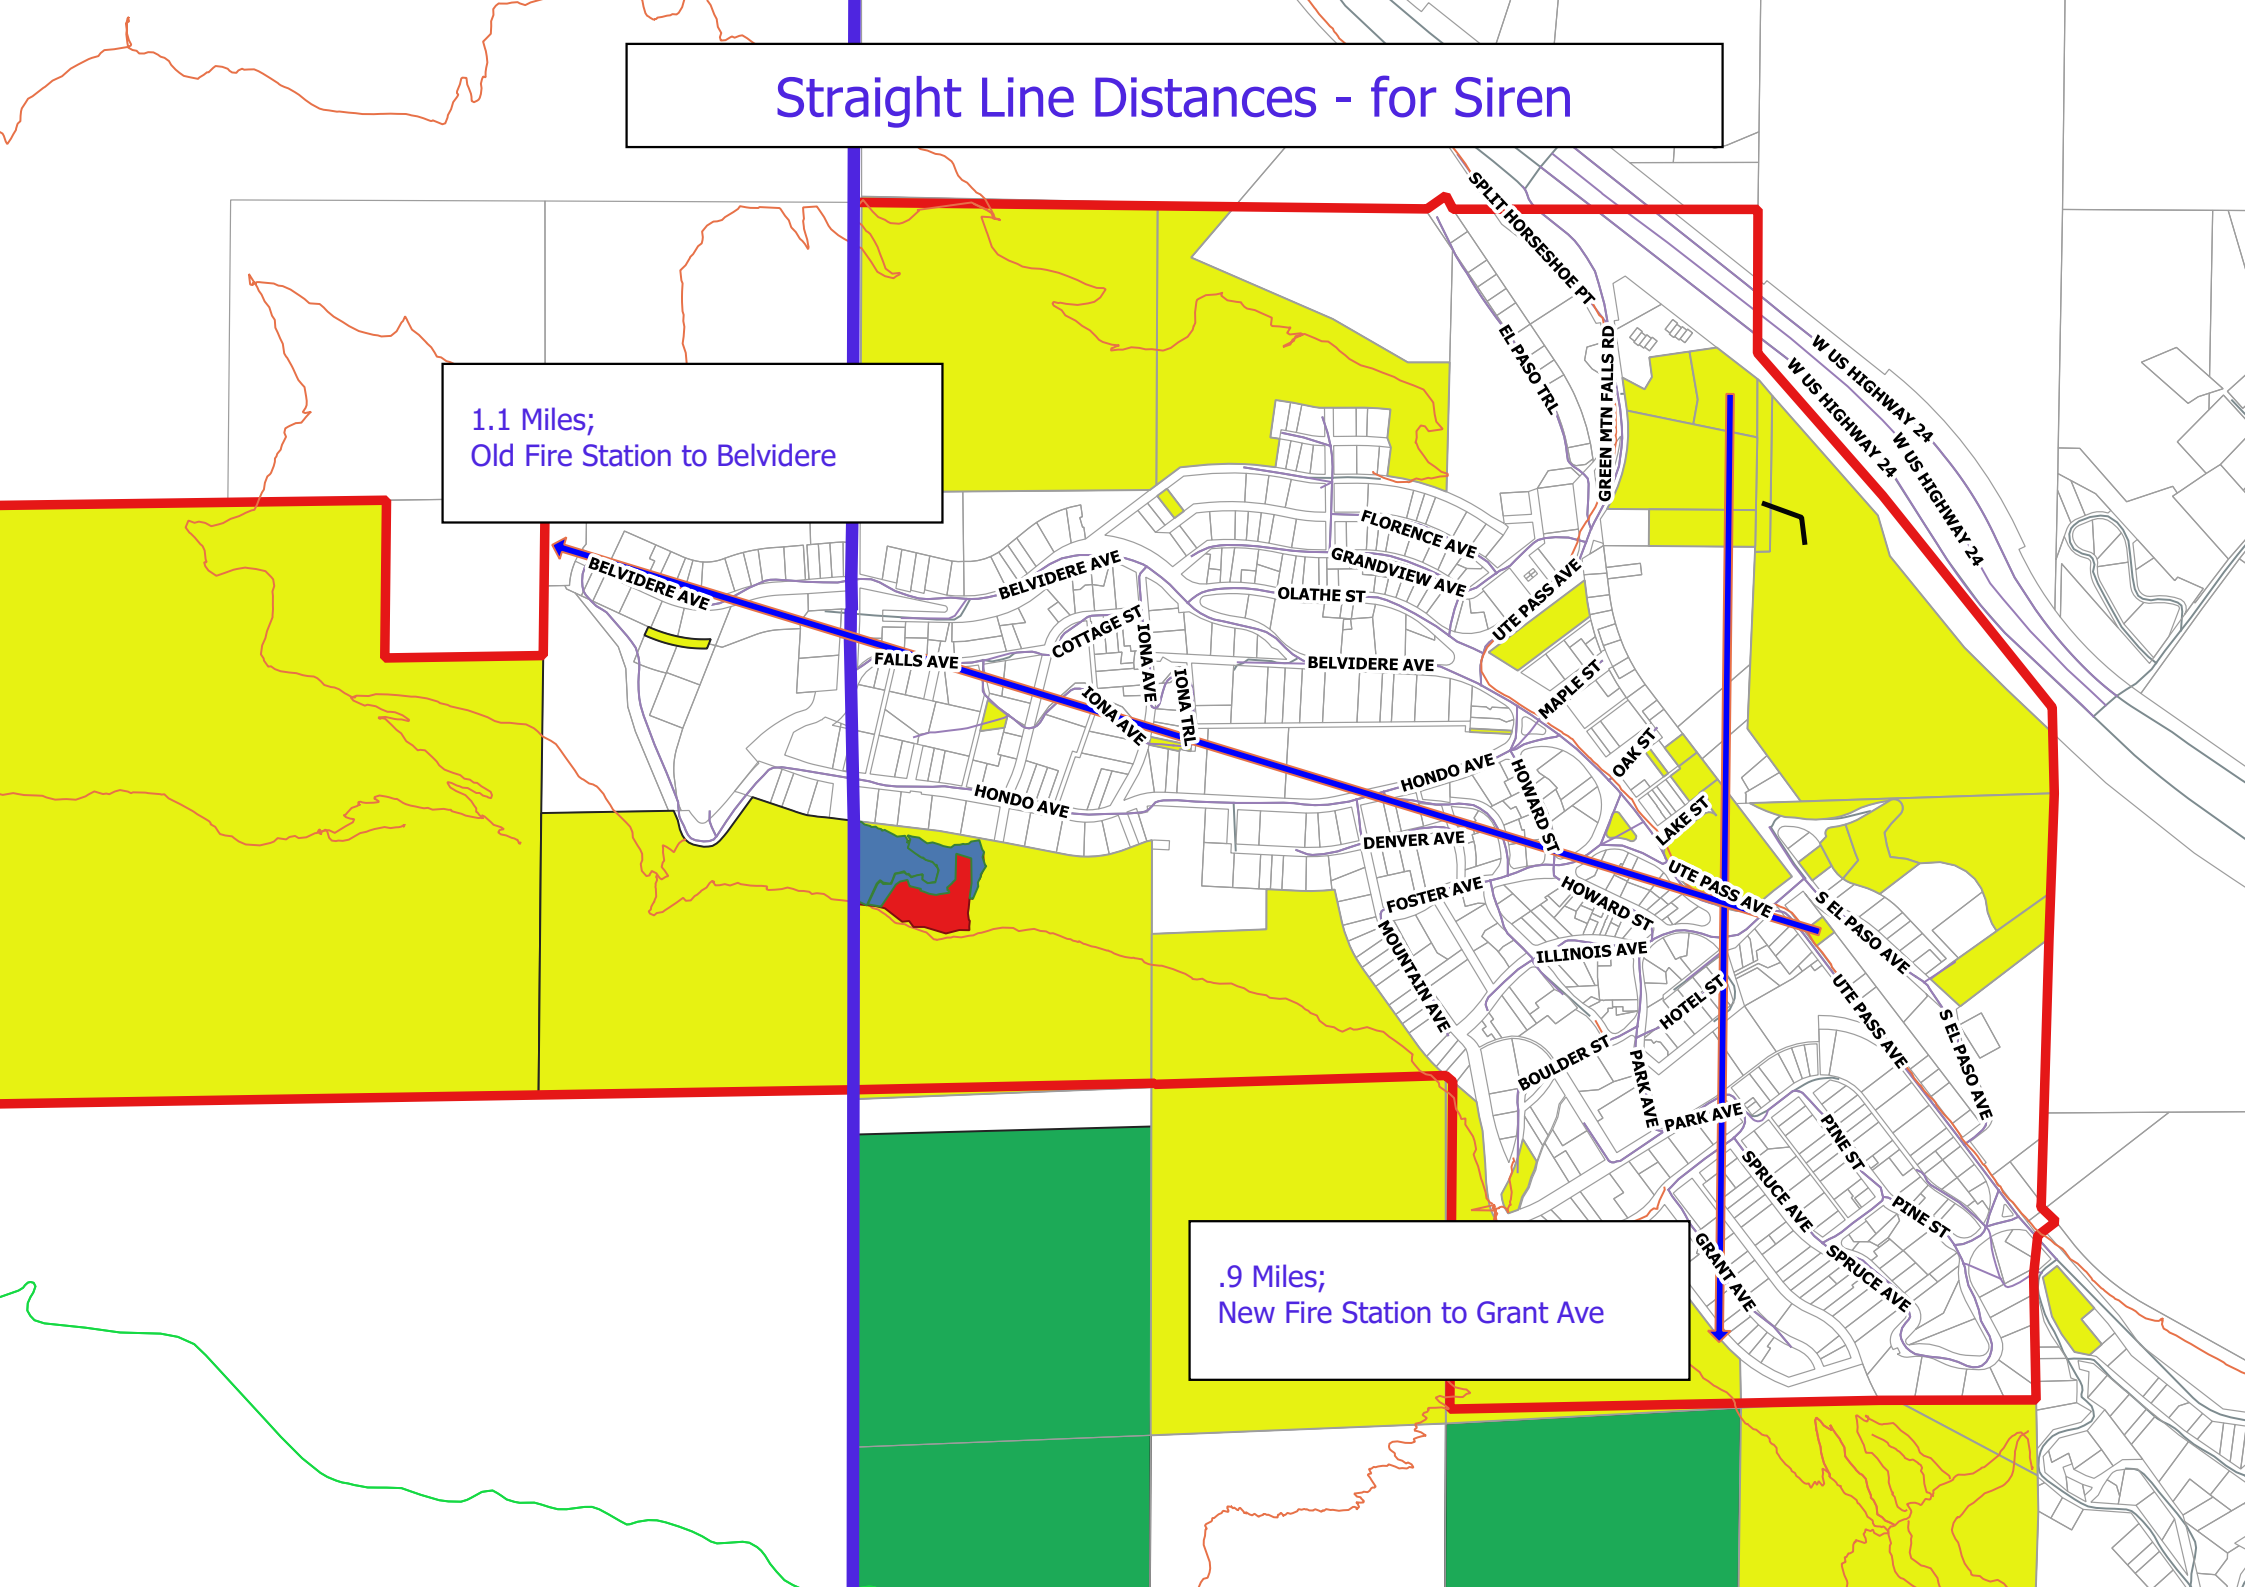 Straight Line Distances - for Siren
SPLIT HORSESHOE PT
EL PASO TRL
GREEN MTN FALLS RD
W US HIGHWAY 24
W US HIGHWAY 24
W US HIGHWAY 24
1.1 Miles;
Old Fire Station to Belvidere
BELVIDERE AVE
BELVIDERE AVE
FLORENCE AVE
GRANDVIEW AVE
OLATHE ST
UTE PASS AVE
COTTAGE ST
IONA AVE
FALLS AVE
BELVIDERE AVE
IONA TRL
IONA AVE
MAPLE ST
OAK ST
HONDO AVE
HONDO AVE
HOWARD ST
LAKE ST
DENVER AVE
UTE PASS AVE
FOSTER AVE
HOWARD ST
S EL PASO AVE
MOUNTAIN AVE
ILLINOIS AVE
HOTEL ST
UTE PASS AVE
S EL PASO AVE
BOULDER ST
PARK AVE
PARK AVE
PINE ST
SPRUCE AVE
PINE ST
GRANT AVE
SPRUCE AVE
.9 Miles;
New Fire Station to Grant Ave